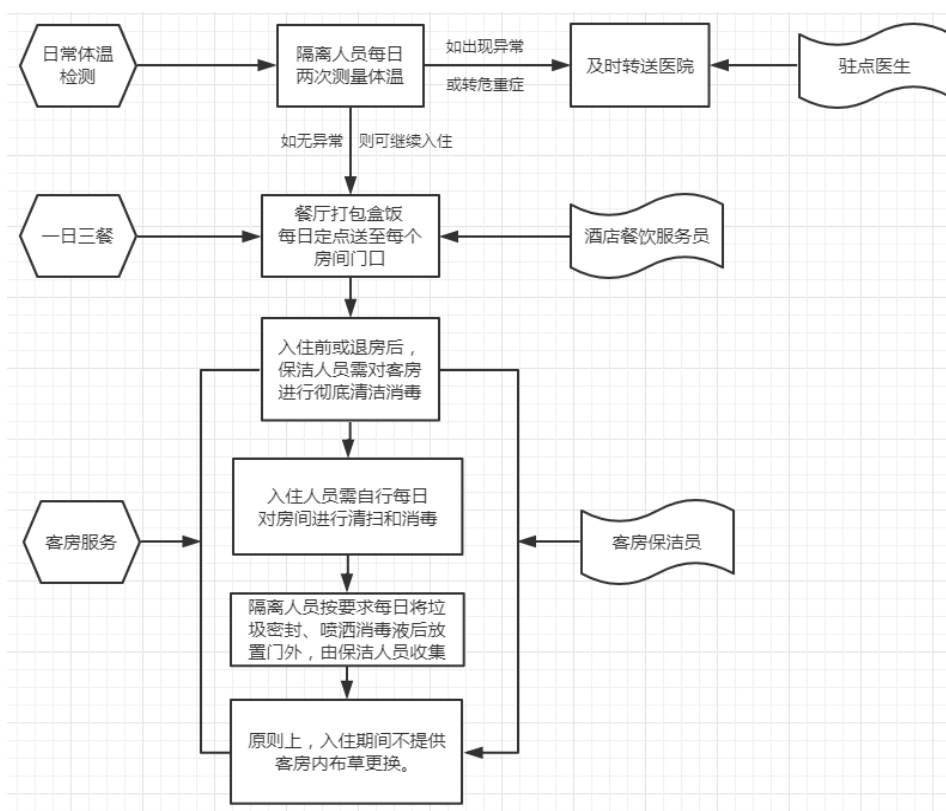 日常体温
检测
隔离人员每日
两次测量体温
如出现异常
或转危重症
及时转送医院
驻点医生
如无异常
则可继续入住
一日三餐
餐厅打包盒饭
每日定点送至每个
房间门口
酒店餐饮服务员
入住前或退房后，
保洁人员需对客房
进行彻底清洁消毒
入住人员需自行每日
对房间进行清扫和消毒
客房服务
客房保洁员
隔离人员按要求每日将垃
圾密封、喷洒消毒液后放
置门外，由保洁人员收集
原则上，入住期间不提供
客房内布草更换。